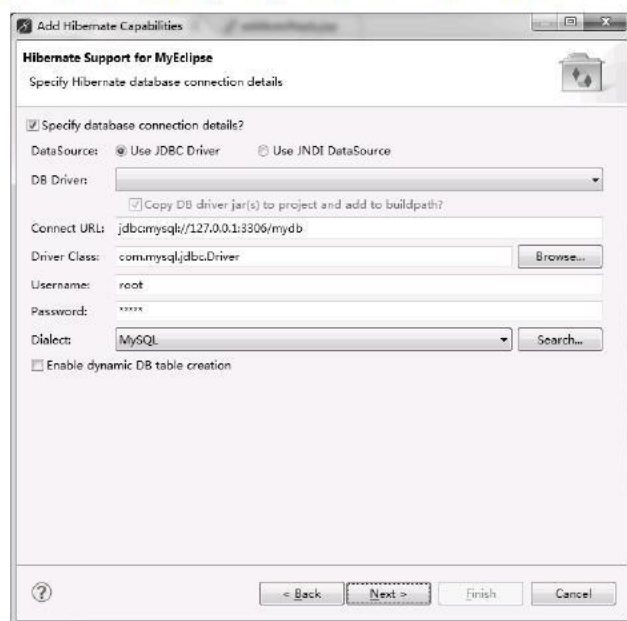 Add Hibernate Capabilities
Hibernate Support for MyEclipse
Specify Hibernate database connection details
Specify database connection details?
DataSource: Use JDBC Driver Use JNDI DataSource
DB Driver:
Copy DB driver jar(s) to project and add to buildpath?
Connect URL: jdbc:mysql://127.0.0.1:3306/mydb
Driver Class: com.mysql.jdbc.Driver Browse...
Username: root
Password: *****
Dialect: MySQL Search...
Enable dynamic DB table creation
< Back Next > Finish Cancel